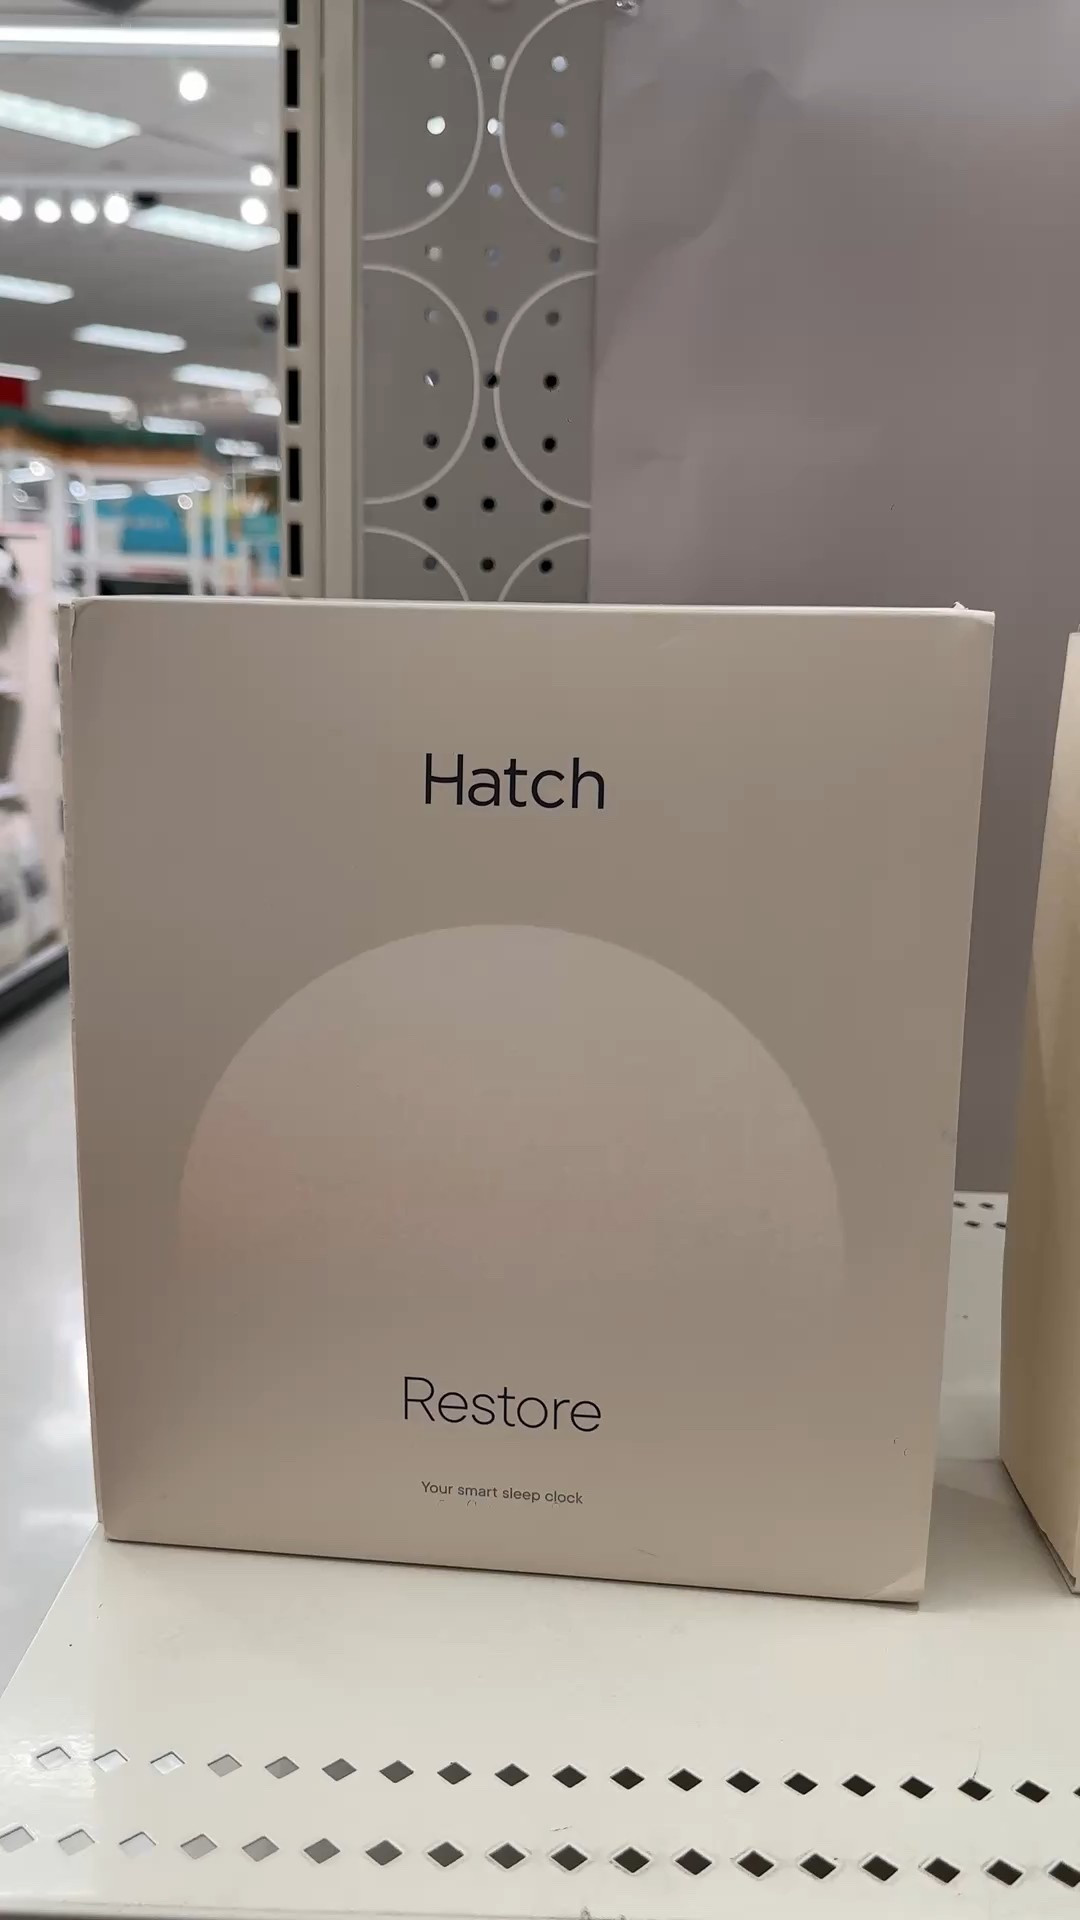 Hatch
Restore
Your smart sleep clock